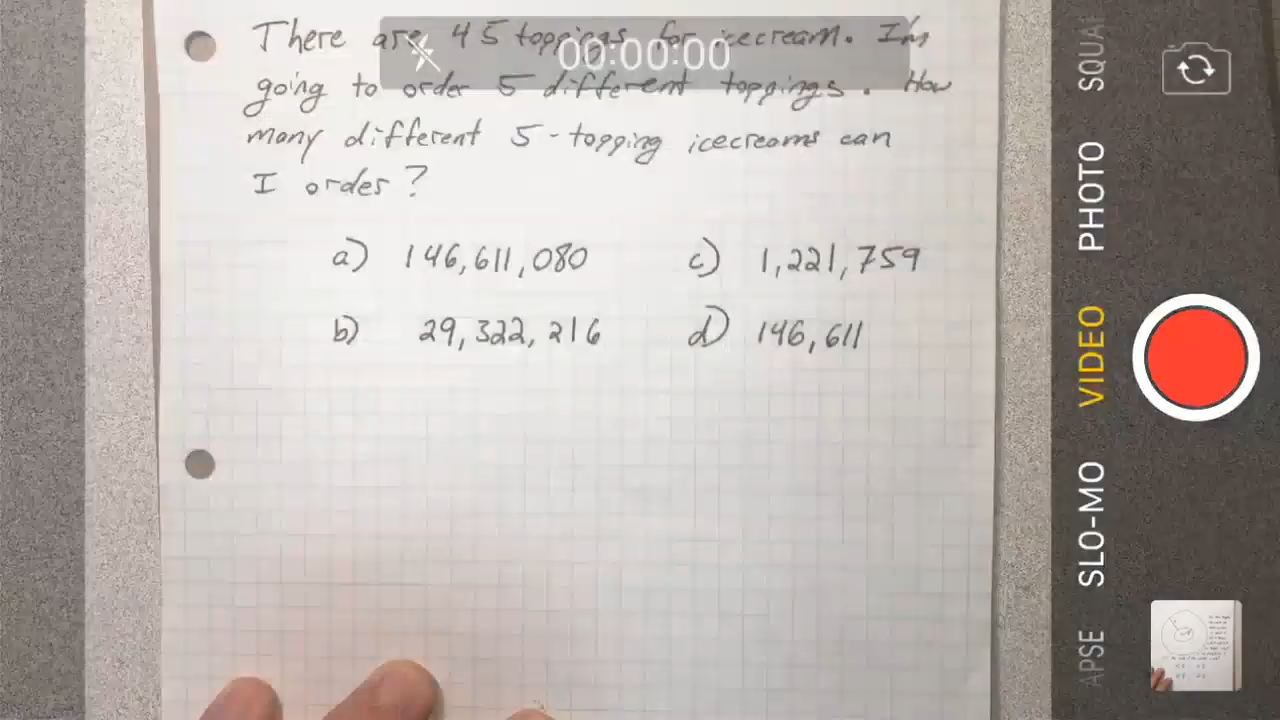 There are 45 toppings for icecream. I'm
going to order 5 different toppings. How
many different 5-topping icecreams can
I order?
a) 146,611,080
c) 1,221,759
b) 29,322,216
d) 146,611
00:00:00
SQUA
PHOTO
VIDEO
SLO-MO
APSE